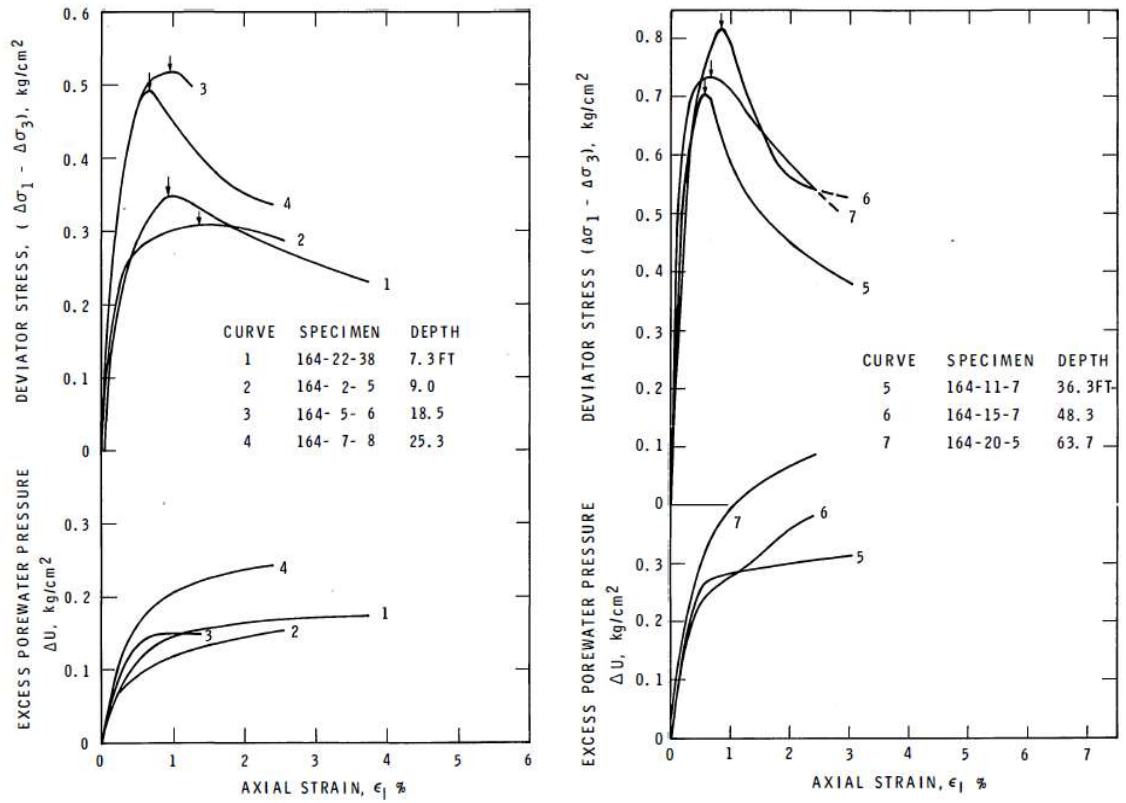 0.6
0.5
0.4
0.3
0.2
0.1
0
DEVIATOR STRESS, ( Δσ1 - Δσ3), kg/cm2
3
4
2
1
CURVE SPECIMEN DEPTH
1 164-22-38 7.3 FT
2 164- 2- 5 9.0
3 164- 5- 6 18.5
4 164- 7- 8 25.3
EXCESS POREWATER PRESSURE
ΔU, kg/cm2
0.3
0.2
0.1
0
4
1
3
2
0 1 2 3 4 5 6
AXIAL STRAIN, ϵ1 %
0.8
0.7
0.6
0.5
0.4
0.3
0.2
0.1
0
DEVIATOR STRESS (Δσ1 - Δσ3), kg/cm2
6
7
5
CURVE SPECIMEN DEPTH
5 164-11-7 36.3FT
6 164-15-7 48.3
7 164-20-5 63.7
EXCESS POREWATER PRESSURE
ΔU, kg/cm2
0.3
0.2
0.1
0
7
6
5
0 1 2 3 4 5 6 7
AXIAL STRAIN, ϵ1 %